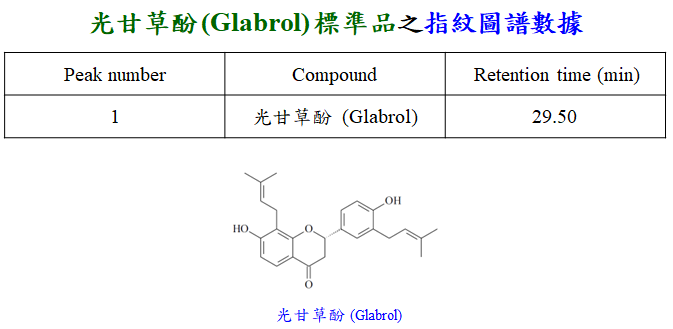 光甘草酚(Glabrol)標準品之指紋圖譜數據
Peak number Compound Retention time (min)
1 光甘草酚 (Glabrol) 29.50
OH
HO
O
O
光甘草酚 (Glabrol)